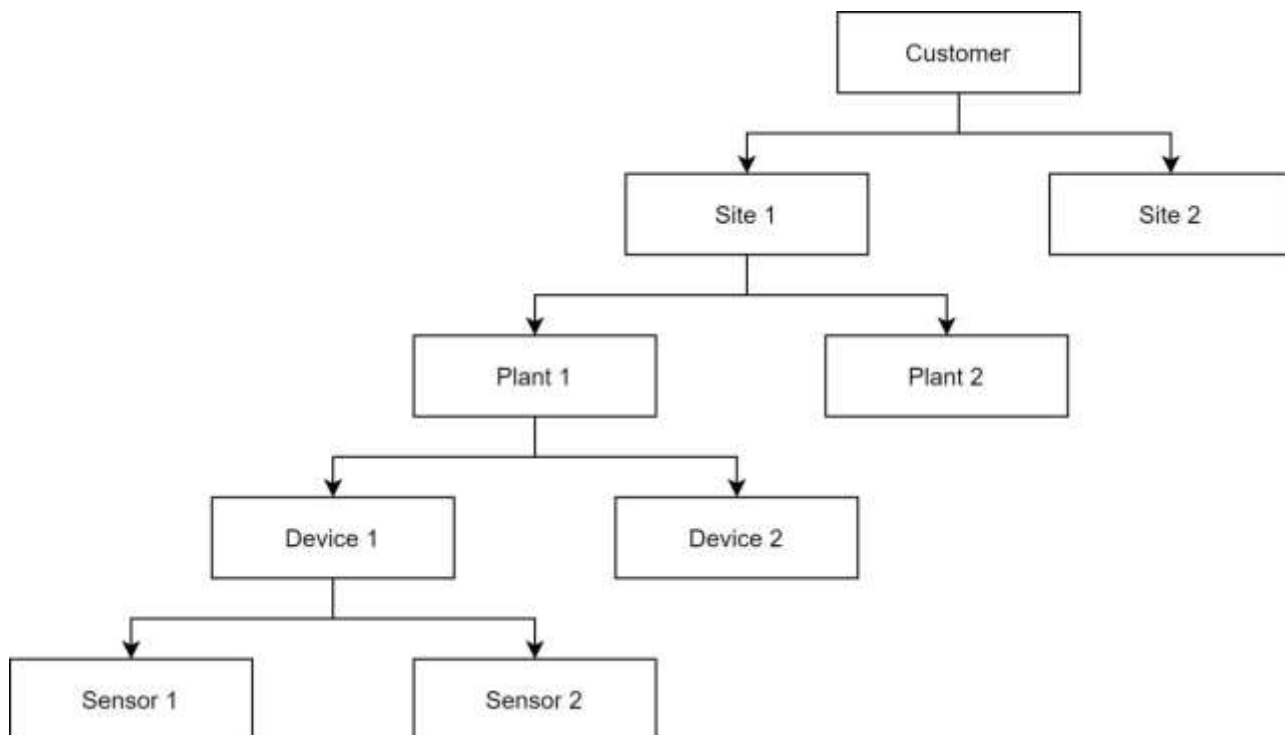 Customer
Site 1
Site 2
Plant 1
Plant 2
Device 1
Device 2
Sensor 1
Sensor 2